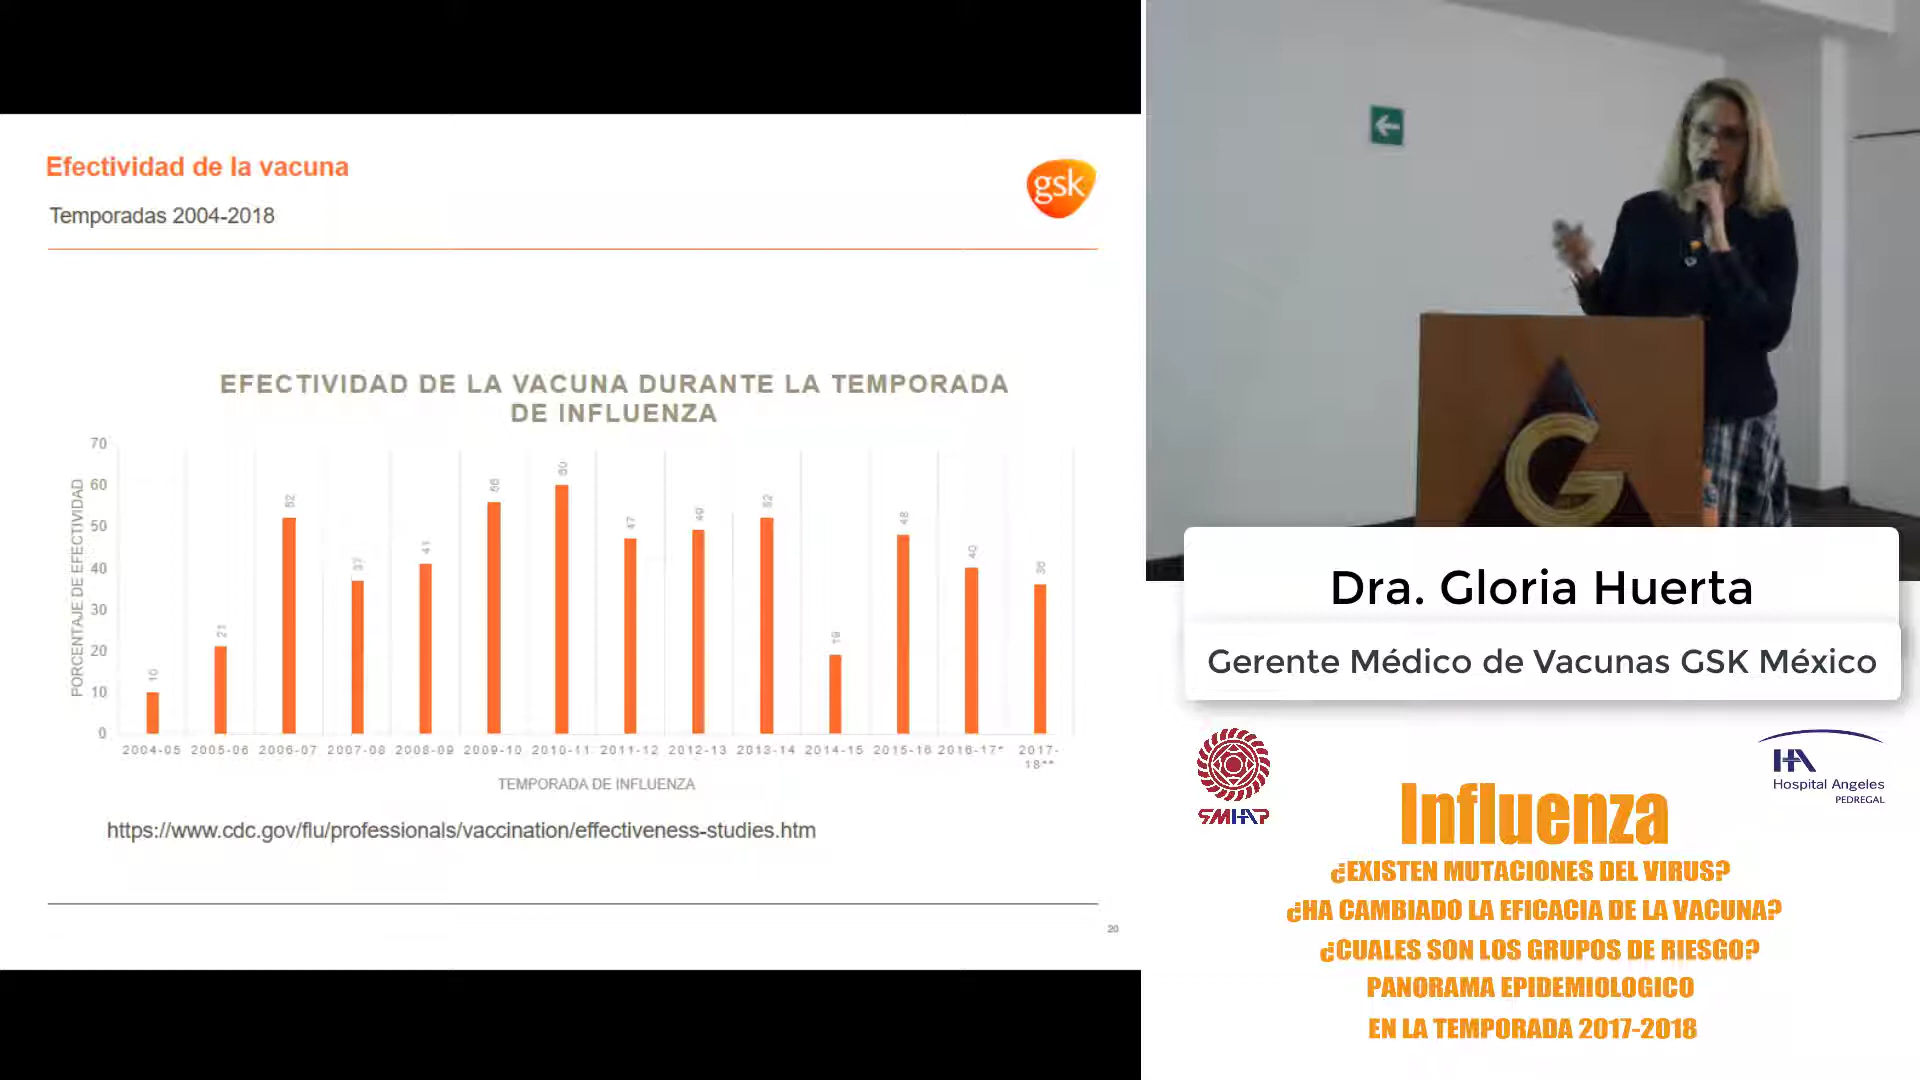 Efectividad de la vacuna
Temporadas 2004-2018
gsk
EFECTIVIDAD DE LA VACUNA DURANTE LA TEMPORADA
DE INFLUENZA
PORCENTAJE DE EFECTIVIDAD
70
60
50
40
30
20
10
0
10
21
52
37
41
56
60
47
49
52
19
48
40
36
2004-05 2005-06 2006-07 2007-08 2008-09 2009-10 2010-11 2011-12 2012-13 2013-14 2014-15 2015-16 2016-17* 2017-
18**
TEMPORADA DE INFLUENZA
https://www.cdc.gov/flu/professionals/vaccination/effectiveness-studies.htm
20
G
Dra. Gloria Huerta
Gerente Médico de Vacunas GSK México
SMHAP
HA
Hospital Angeles
PEDREGAL
Influenza
¿EXISTEN MUTACIONES DEL VIRUS?
¿HA CAMBIADO LA EFICACIA DE LA VACUNA?
¿CUALES SON LOS GRUPOS DE RIESGO?
PANORAMA EPIDEMIOLOGICO
EN LA TEMPORADA 2017-2018